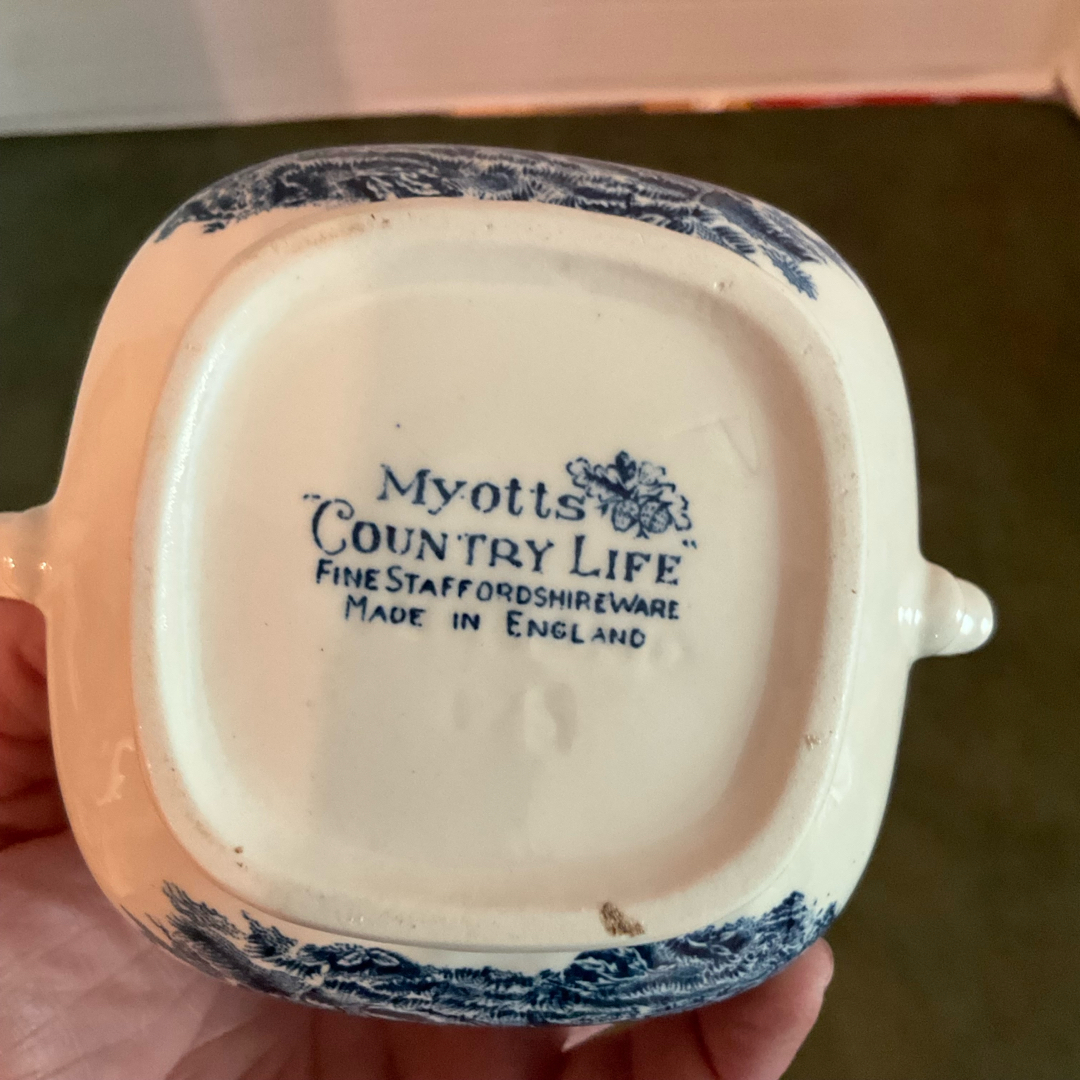 Myotts
"COUNTRY LIFE"
FINE STAFFORDSHIRE WARE
MADE IN ENGLAND